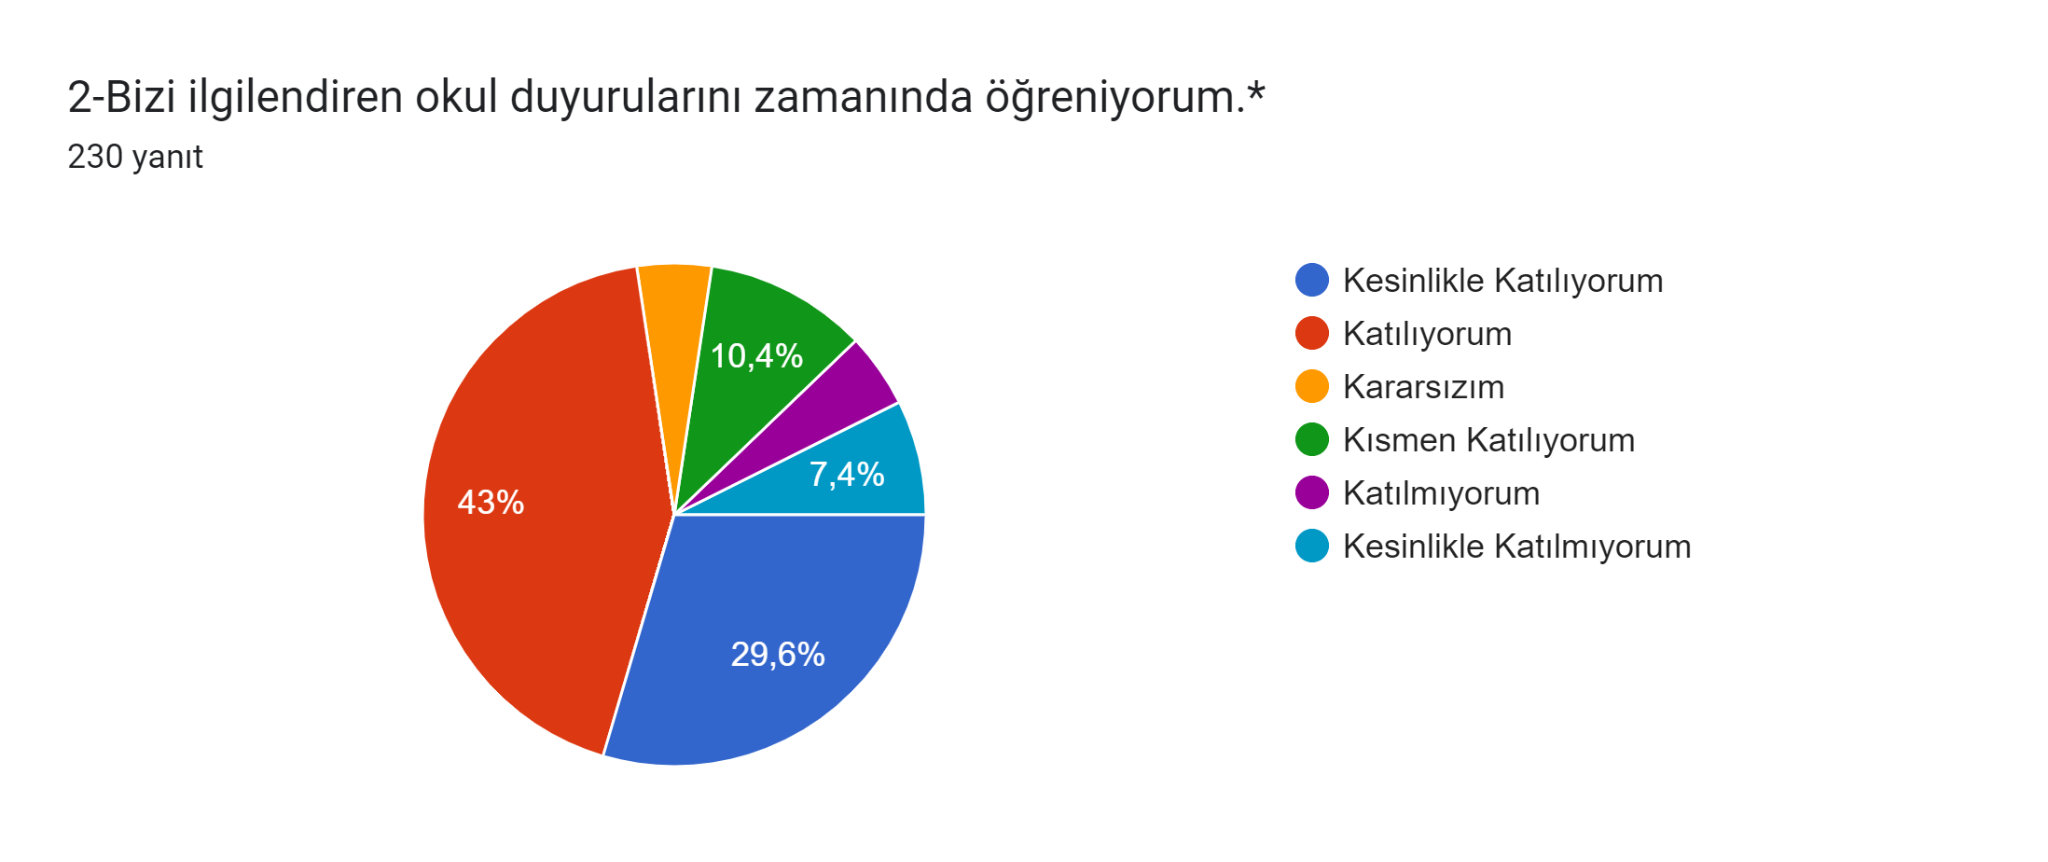 2-Bizi ilgilendiren okul duyurularını zamanında öğreniyorum.*
230 yanıt
10,4%
7,4%
43%
29,6%
Kesinlikle Katılıyorum
Katılıyorum
Kararsızım
Kısmen Katılıyorum
Katılmıyorum
Kesinlikle Katılmıyorum